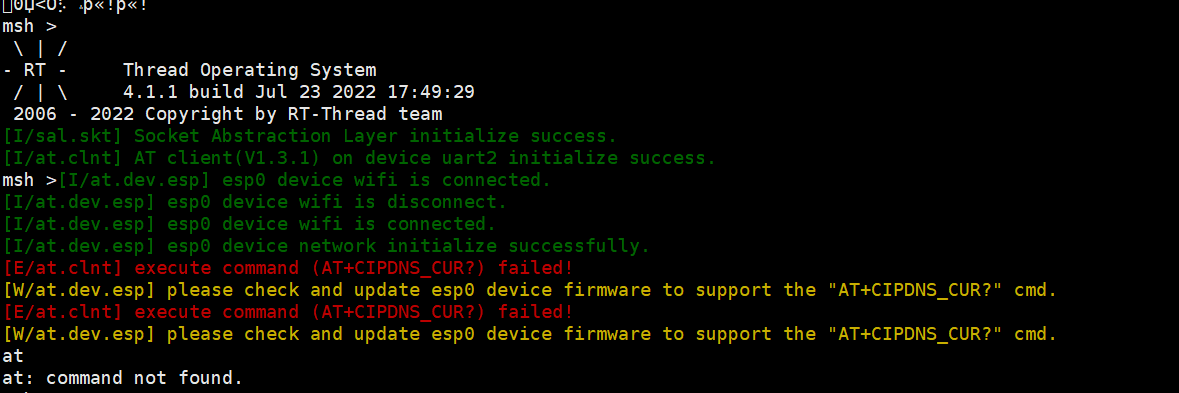 msh >
 \ | /
- RT -     Thread Operating System
 / | \     4.1.1 build Jul 23 2022 17:49:29
 2006 - 2022 Copyright by RT-Thread team
[I/sal.skt] Socket Abstraction Layer initialize success.
[I/at.clnt] AT client(V1.3.1) on device uart2 initialize success.
msh >[I/at.dev.esp] esp0 device wifi is connected.
[I/at.dev.esp] esp0 device wifi is disconnect.
[I/at.dev.esp] esp0 device wifi is connected.
[I/at.dev.esp] esp0 device network initialize successfully.
[E/at.clnt] execute command (AT+CIPDNS_CUR?) failed!
[W/at.dev.esp] please check and update esp0 device firmware to support the "AT+CIPDNS_CUR?" cmd.
[E/at.clnt] execute command (AT+CIPDNS_CUR?) failed!
[W/at.dev.esp] please check and update esp0 device firmware to support the "AT+CIPDNS_CUR?" cmd.
at
at: command not found.